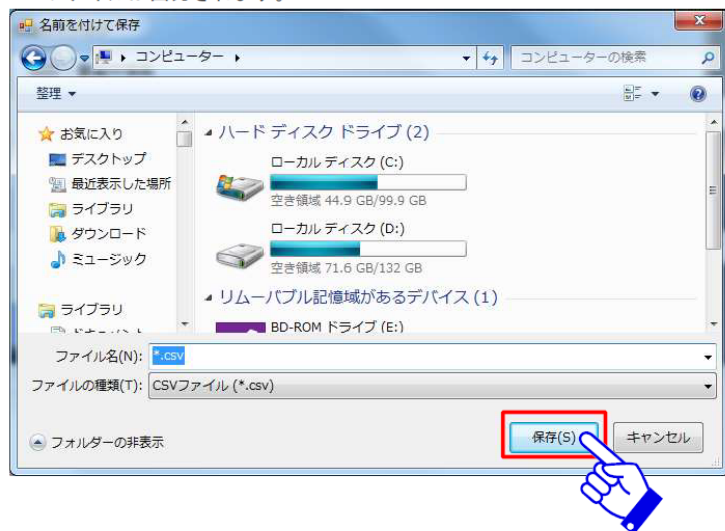 名前を付けて保存
コンピューター
コンピューターの検索
整理
お気に入り
デスクトップ
最近表示した場所
ライブラリ
ダウンロード
ミュージック
ライブラリ
ハード ディスク ドライブ (2)
ローカル ディスク (C:)
空き領域 44.9 GB/99.9 GB
ローカル ディスク (D:)
空き領域 71.6 GB/132 GB
リムーバブル記憶域があるデバイス (1)
BD-ROM ドライブ (E:)
ファイル名(N): *.csv
ファイルの種類(T): CSVファイル (*.csv)
フォルダーの非表示
保存(S)
キャンセル